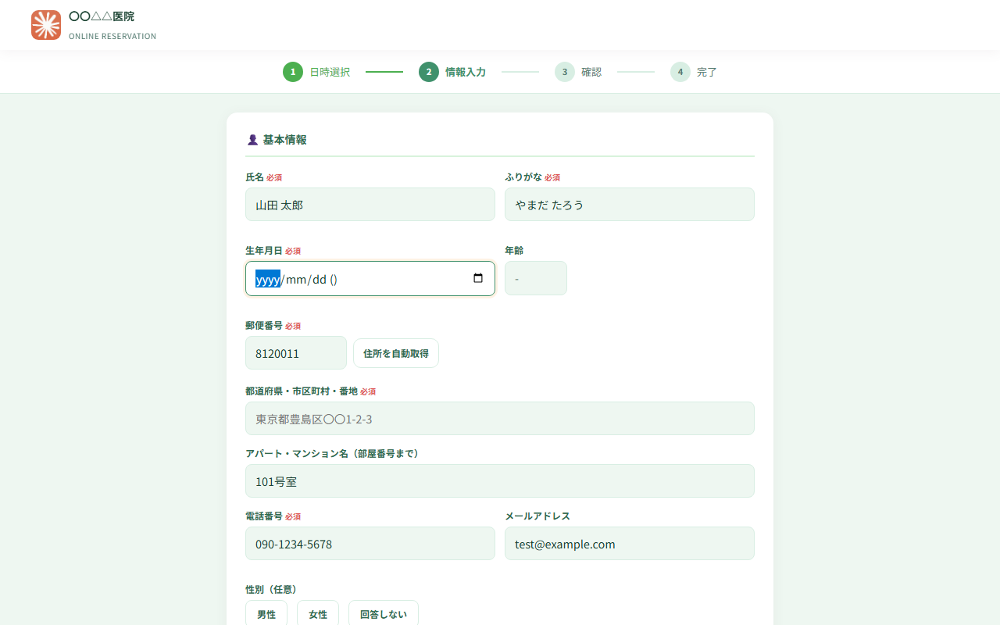 〇〇△△医院
ONLINE RESERVATION
1 日時選択 2 情報入力 3 確認 4 完了
基本情報
氏名 必須 ふりがな 必須
山田 太郎 やまだ たろう
生年月日 必須 年齢
yyyy/mm/dd () -
郵便番号 必須
8120011 住所を自動取得
都道府県・市区町村・番地 必須
東京都豊島区〇〇1-2-3
アパート・マンション名（部屋番号まで）
101号室
電話番号 必須 メールアドレス
090-1234-5678 test@example.com
性別（任意）
男性 女性 回答しない